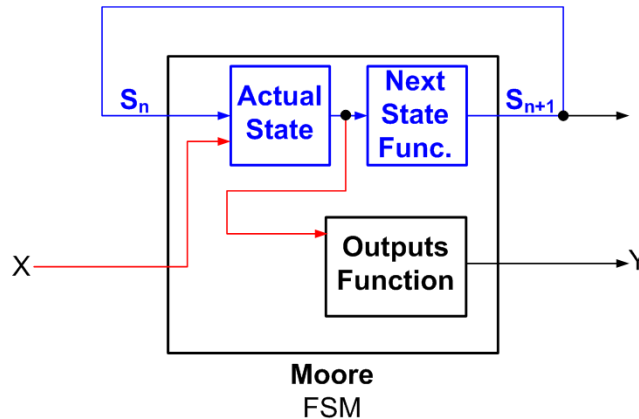 Sn
Actual
State
Next
State
Func.
Sn+1
X
Outputs
Function
Y
Moore
FSM